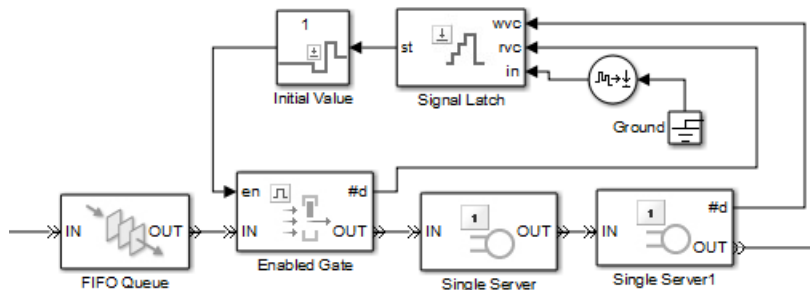 1
Initial Value
st
wvc
rvc
in
Signal Latch
Ground
IN
OUT
FIFO Queue
en
#d
IN
OUT
Enabled Gate
1
IN
OUT
Single Server
1
#d
IN
OUT
Single Server1